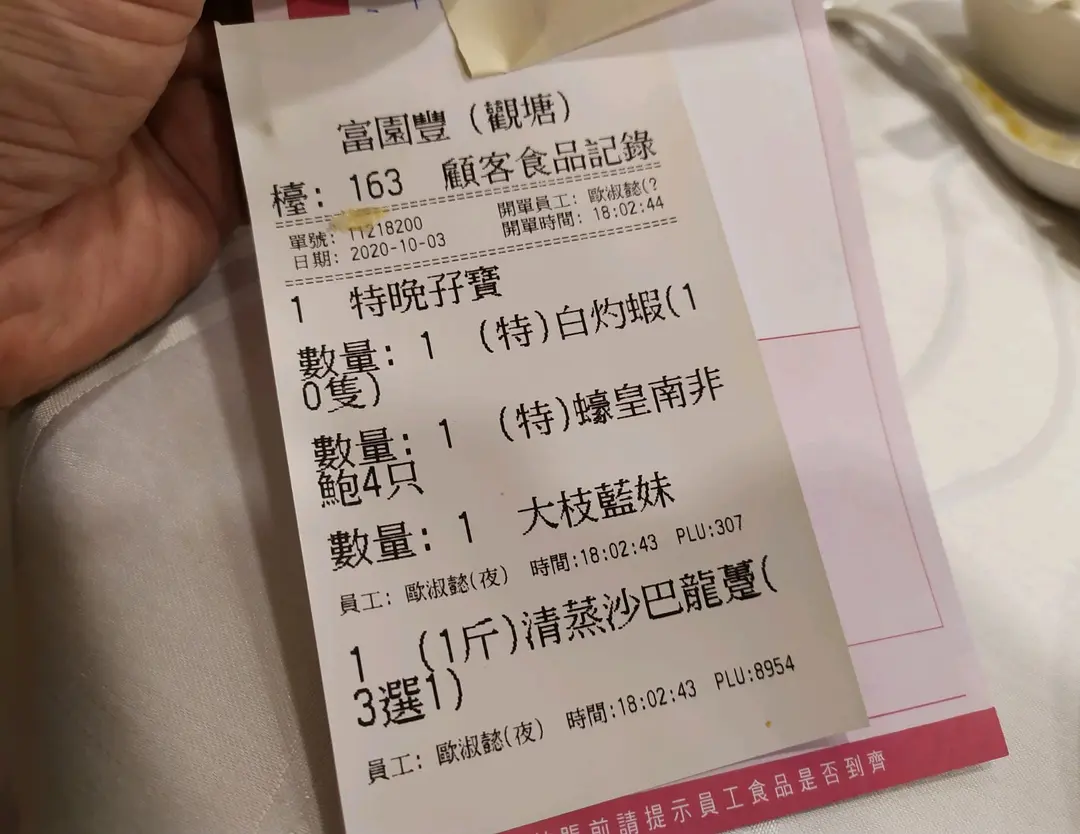 富園豐(觀塘)
檯: 163 顧客食品記錄
單號: 11218200 開單員工: 歐淑懿(?
日期: 2020-10-03 開單時間: 18:02:44
1 特晚孖寶
數量: 1 (特)白灼蝦(1
0隻)
數量: 1 (特)蠔皇南非
鮑4只
數量: 1 大枝藍妹
員工: 歐淑懿(夜) 時間:18:02:43 PLU:307
1 (1斤)清蒸沙巴龍躉(
3選1)
員工: 歐淑懿(夜) 時間:18:02:43 PLU:8954
前請提示員工食品是否到齊